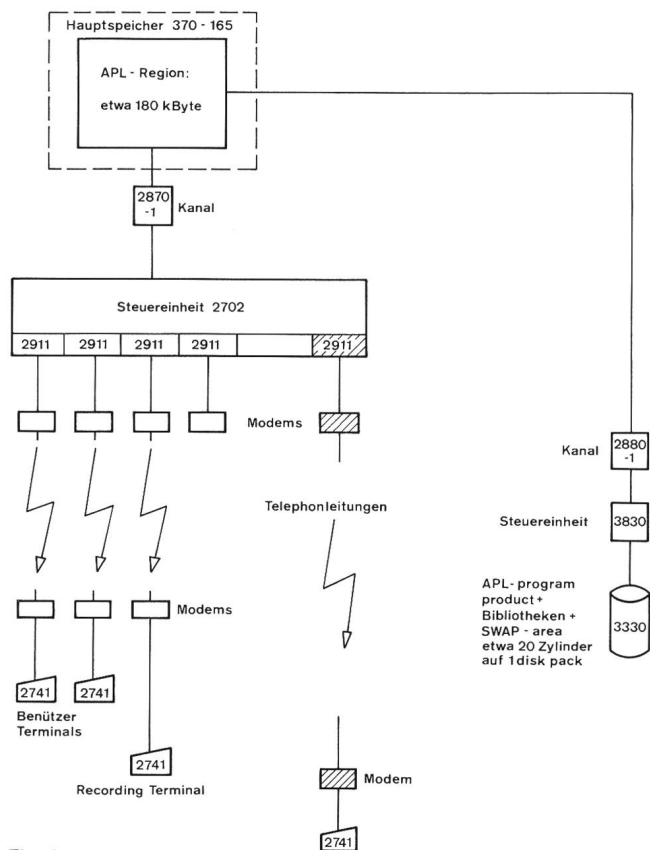 Hauptspeicher 370 - 165
APL - Region:
etwa 180 kByte
2870
-1
Kanal
Steuereinheit 2702
2911 2911 2911 2911 2911
Modems
Kanal
2880
-1
Telephonleitungen
Steuereinheit
3830
APL-program
product +
Bibliotheken +
SWAP - area
etwa 20 Zylinder
auf 1 disk pack
3330
Modems
2741 2741
Benützer
Terminals
2741
Recording Terminal
Modem
2741